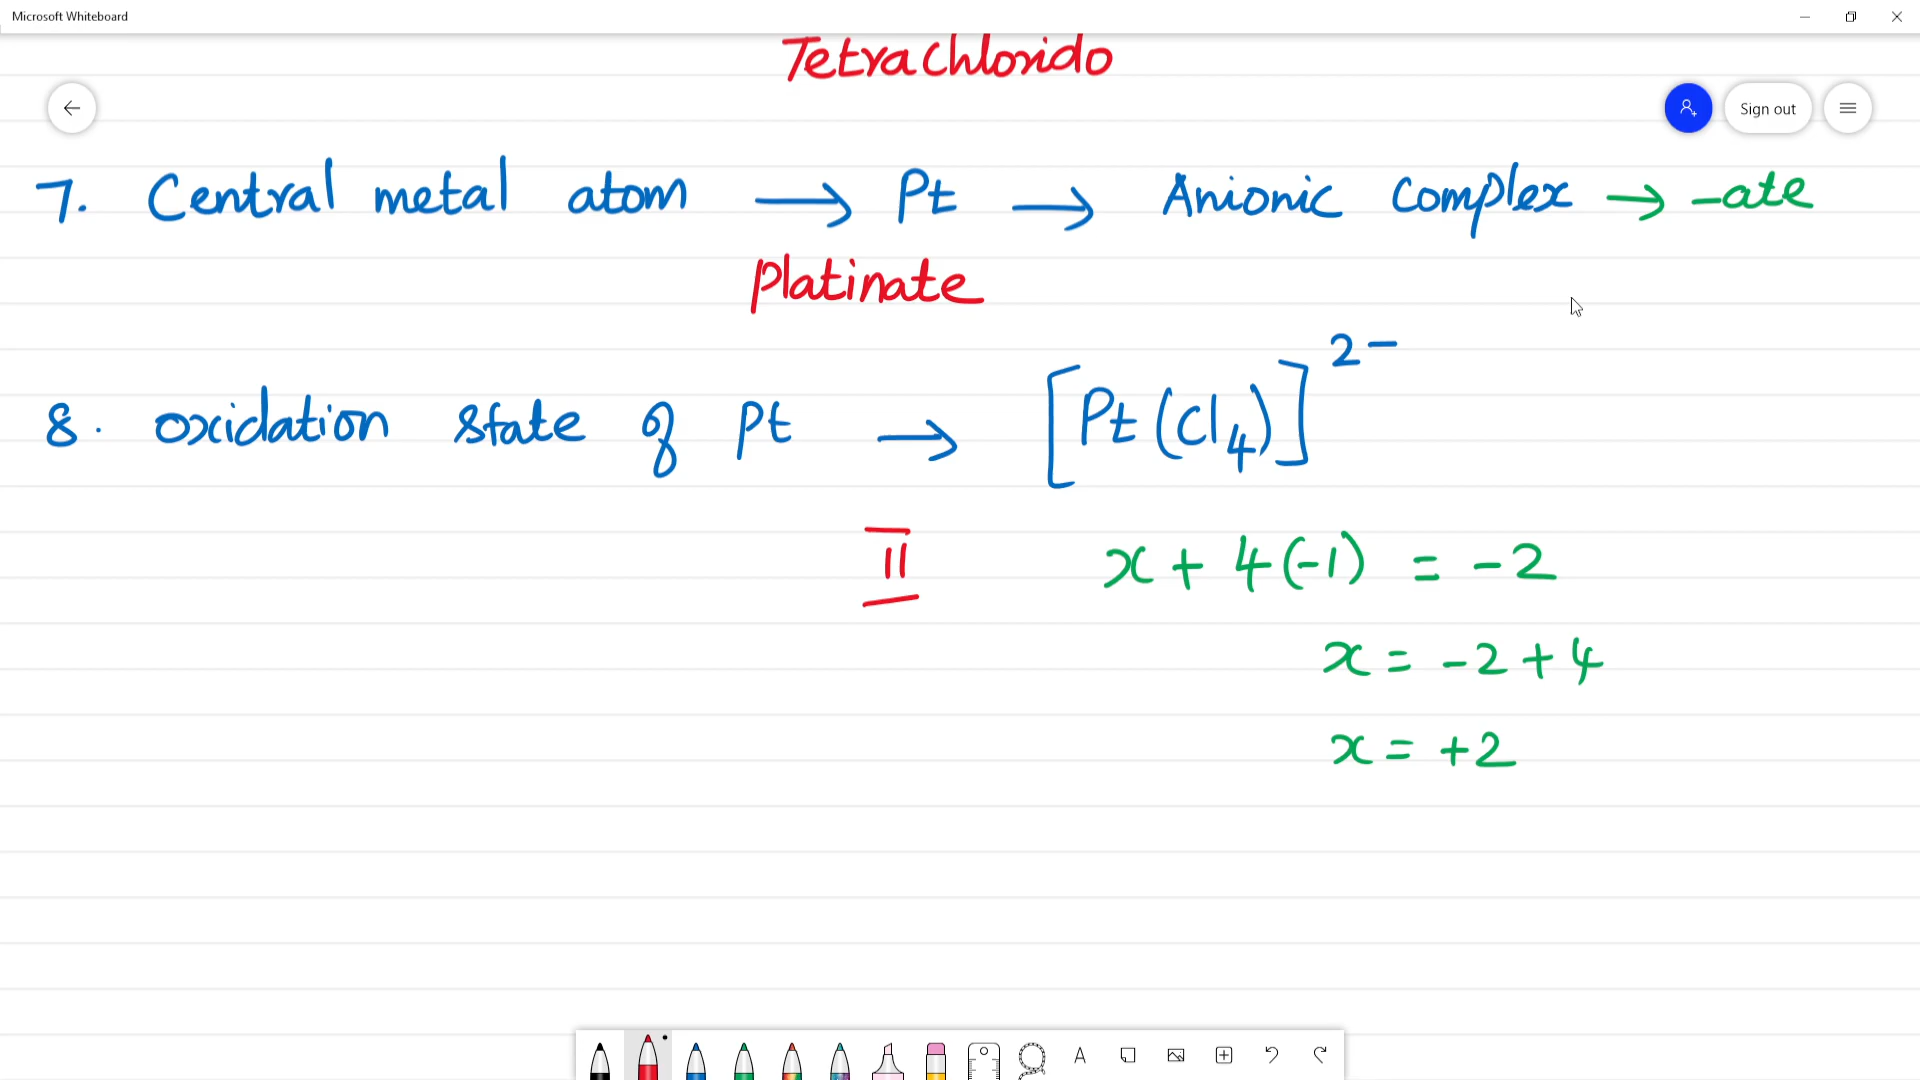 Microsoft Whiteboard
Tetrachlorido
Sign out
7. Central metal atom → Pt → Anionic Complex → -ate
Platinate
8. oxidation state of Pt → [Pt(Cl₄)]²⁻
II x + 4(-1) = -2
x = -2+4
x = +2
A